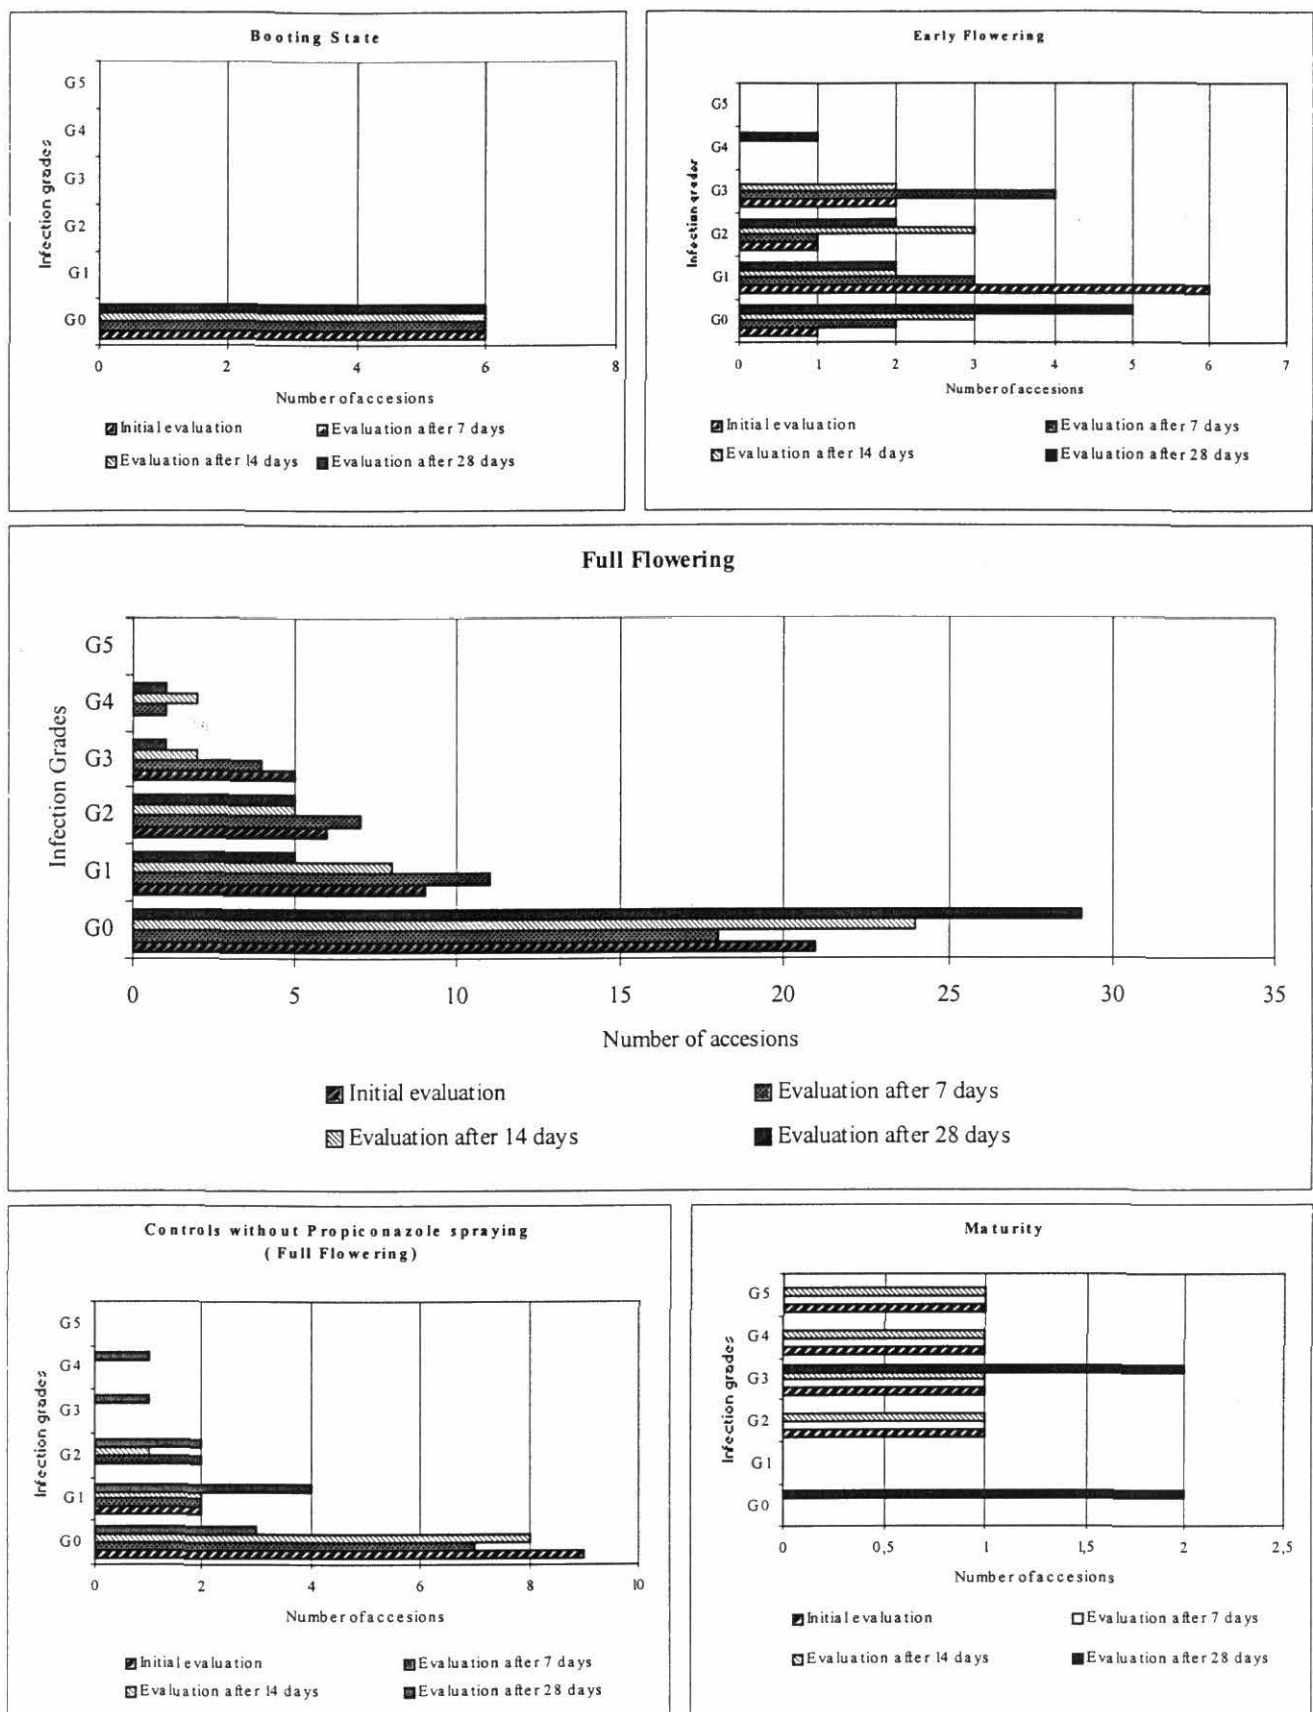 Booting State
G5
G4
G3
G2
G1
G0
Infection grades
0 2 4 6 8
Number of accesions
Initial evaluation Evaluation after 7 days
Evaluation after 14 days Evaluation after 28 days
Early Flowering
G5
G4
G3
G2
G1
G0
Infection grades
0 1 2 3 4 5 6 7
Number of accesions
Initial evaluation Evaluation after 7 days
Evaluation after 14 days Evaluation after 28 days
Full Flowering
G5
G4
G3
G2
G1
G0
Infection Grades
0 5 10 15 20 25 30 35
Number of accesions
Initial evaluation Evaluation after 7 days
Evaluation after 14 days Evaluation after 28 days
Controls without Propiconazole spraying
(Full Flowering)
G5
G4
G3
G2
G1
G0
Infection grades
0 2 4 6 8 10
Number of accesions
Initial evaluation Evaluation after 7 days
Evaluation after 14 days Evaluation after 28 days
Maturity
G5
G4
G3
G2
G1
G0
Infection grades
0 0,5 1 1,5 2 2,5
Number of accesions
Initial evaluation Evaluation after 7 days
Evaluation after 14 days Evaluation after 28 days